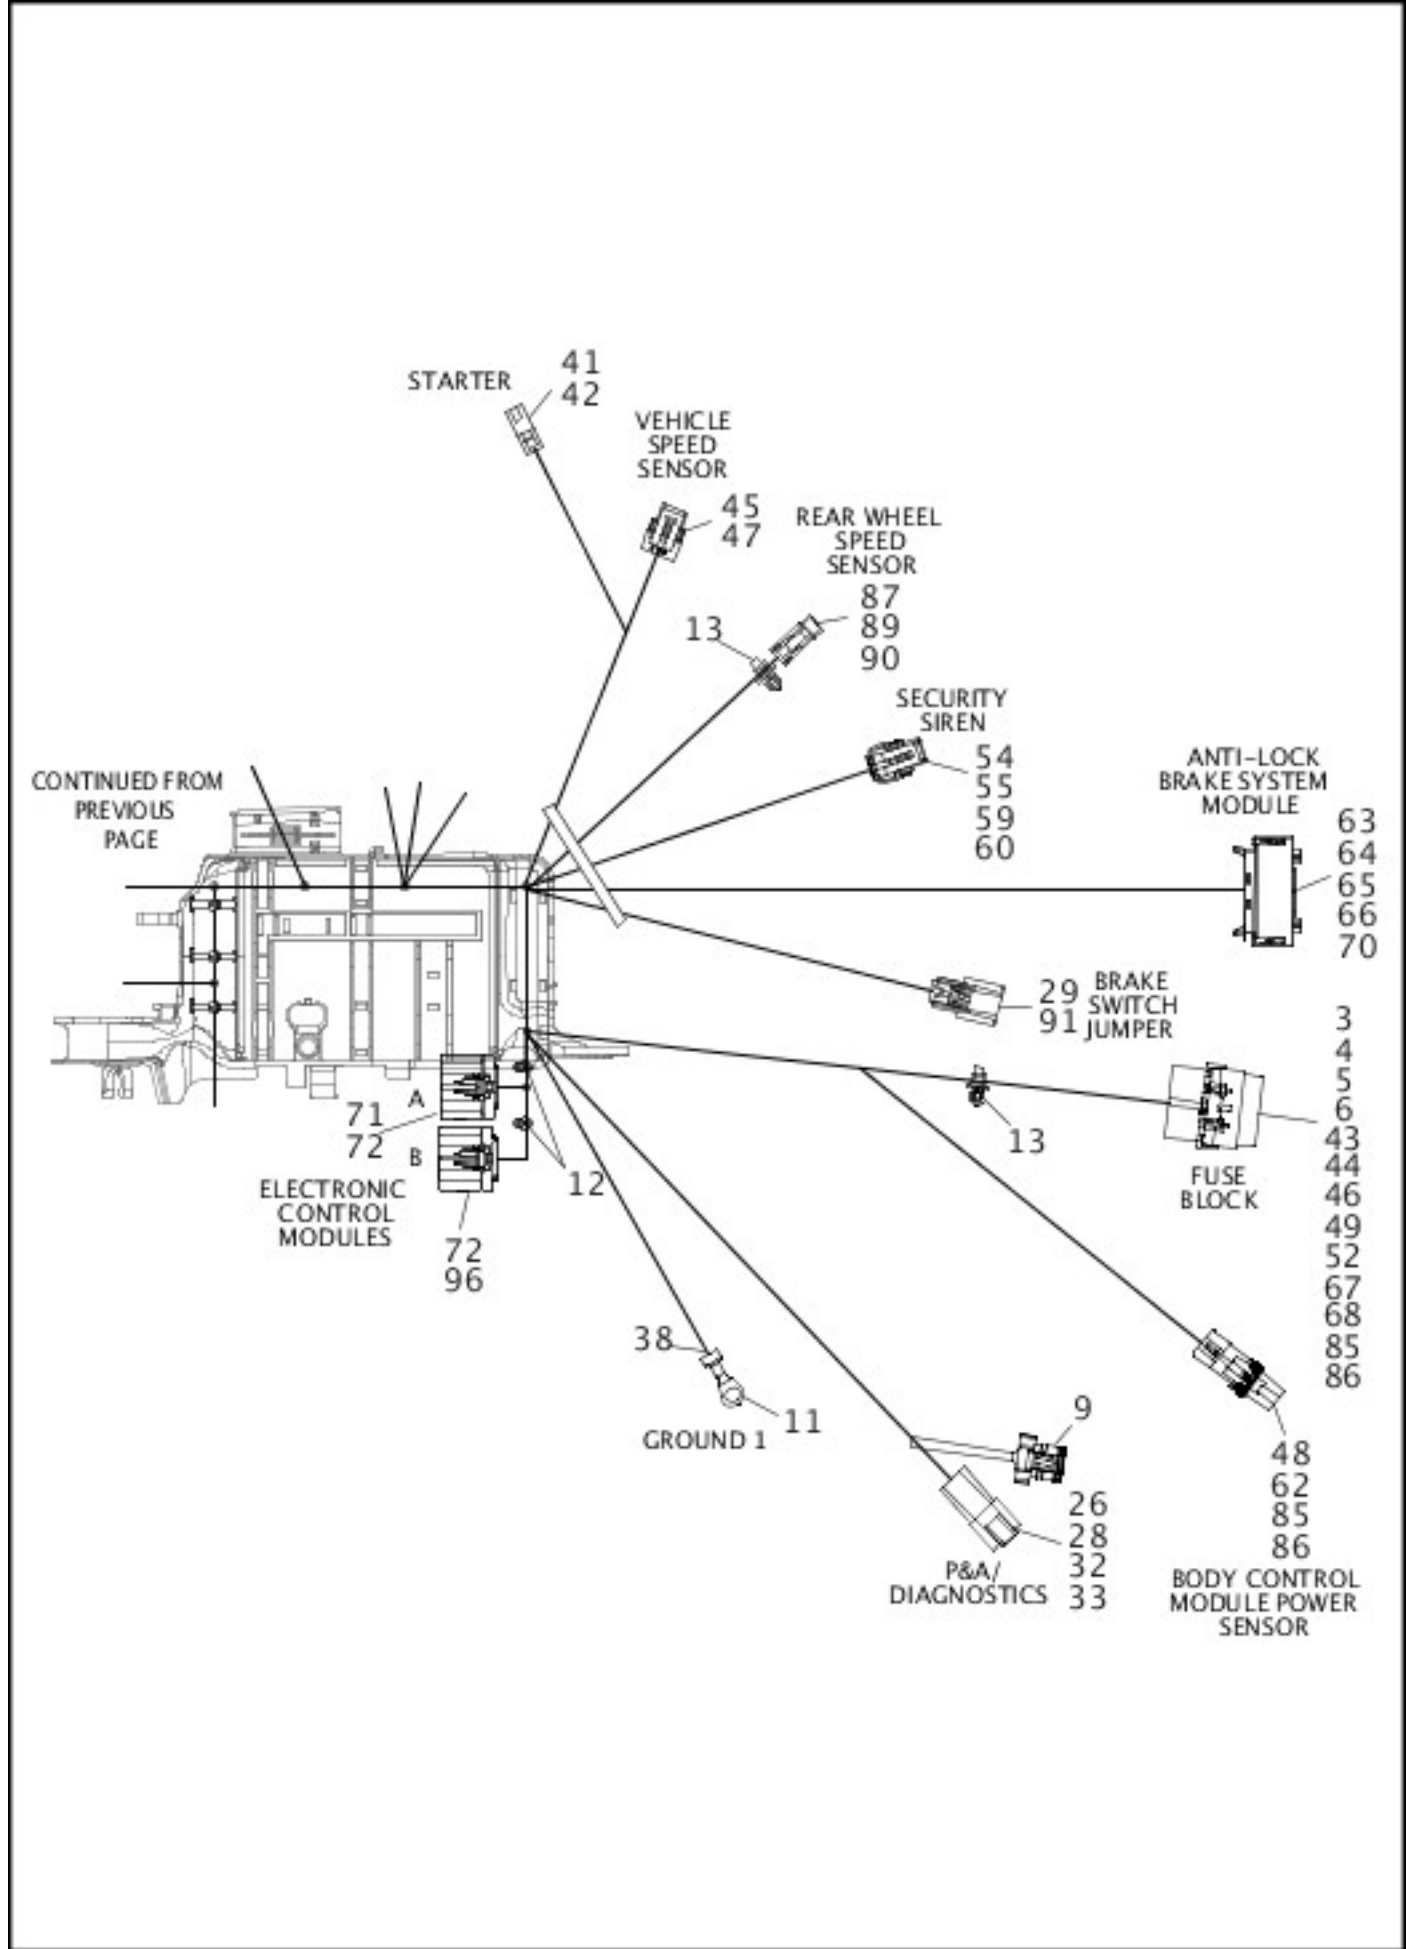 STARTER
41
42
VEHICLE
SPEED
SENSOR
45
47
REAR WHEEL
SPEED
SENSOR
87
89
90
13
SECURITY
SIREN
54
55
59
60
ANTI-LOCK
BRAKE SYSTEM
MODULE
63
64
65
66
70
CONTINUED FROM
PREVIOUS
PAGE
29
91
BRAKE
SWITCH
JUMPER
3
4
5
6
43
44
46
49
52
67
68
85
86
FUSE
BLOCK
13
A
71
72
B
12
ELECTRONIC
CONTROL
MODULES
72
96
38
11
GROUND 1
9
26
28
32
33
P&A/
DIAGNOSTICS
48
62
85
86
BODY CONTROL
MODULE POWER
SENSOR